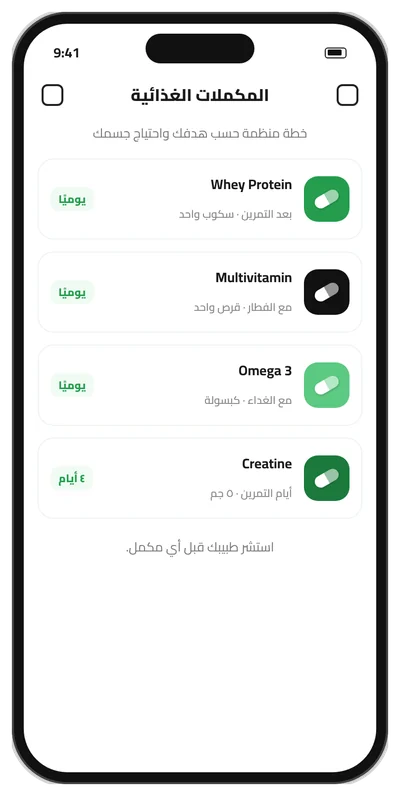 9:41
المكملات الغذائية
خطة منظمة حسب هدفك واحتياج جسمك
Whey Protein
بعد التمرين · سكوب واحد
يوميًا
Multivitamin
مع الفطار · قرص واحد
يوميًا
Omega 3
مع الغداء · كبسولة
يوميًا
Creatine
أيام التمرين · ٥ جم
٤ أيام
استشر طبيبك قبل أي مكمل.